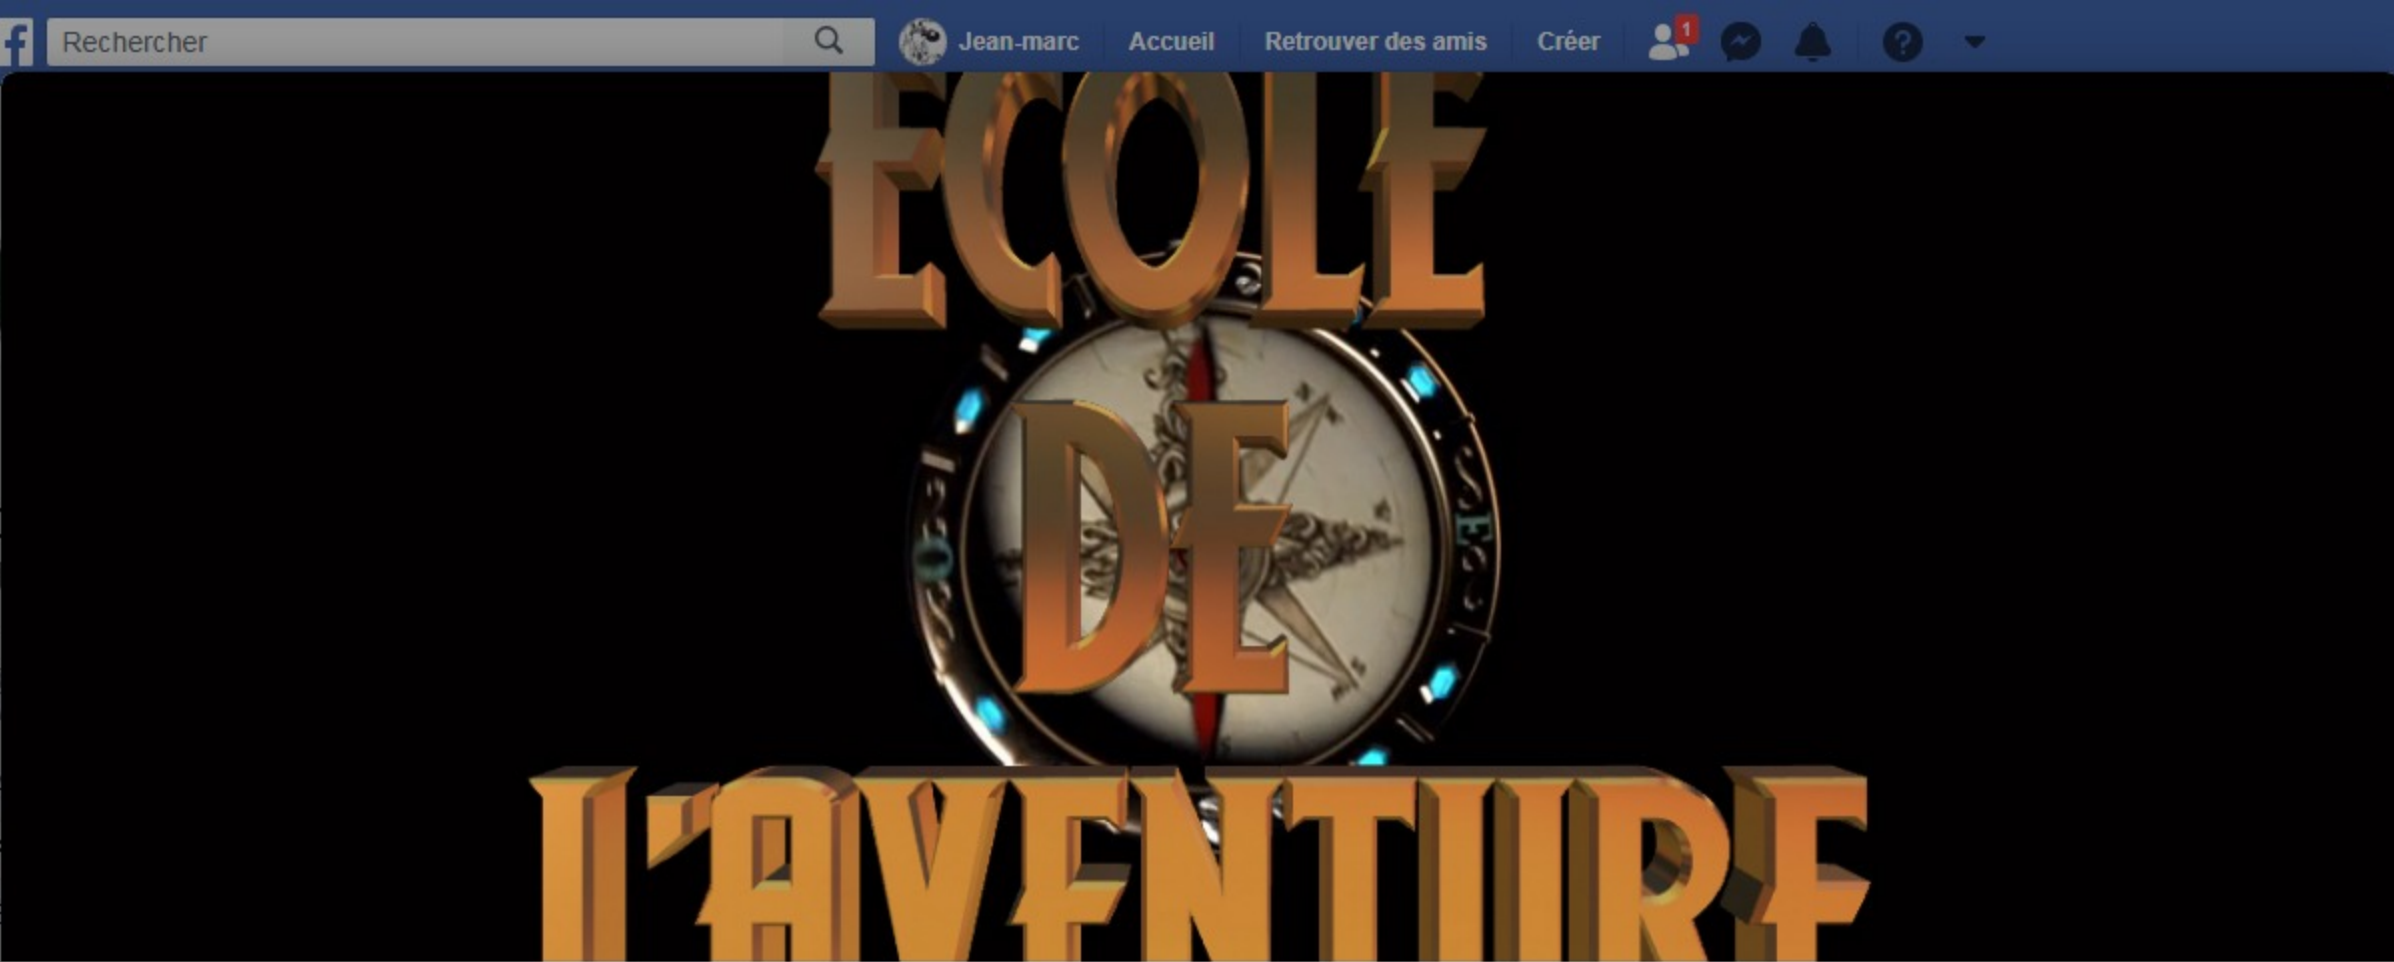 f Rechercher Jean-marc Accueil Retrouver des amis Créer 1 ?
ECOLE
DE
L'AVENTURE